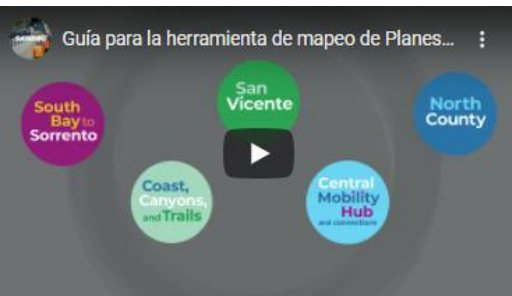 Guía para la herramienta de mapeo de Planes...
South
Bay to
Sorrento
San
Vicente
North
County
Coast,
Canyons,
and Trails
Central
Mobility
Hub
and connections